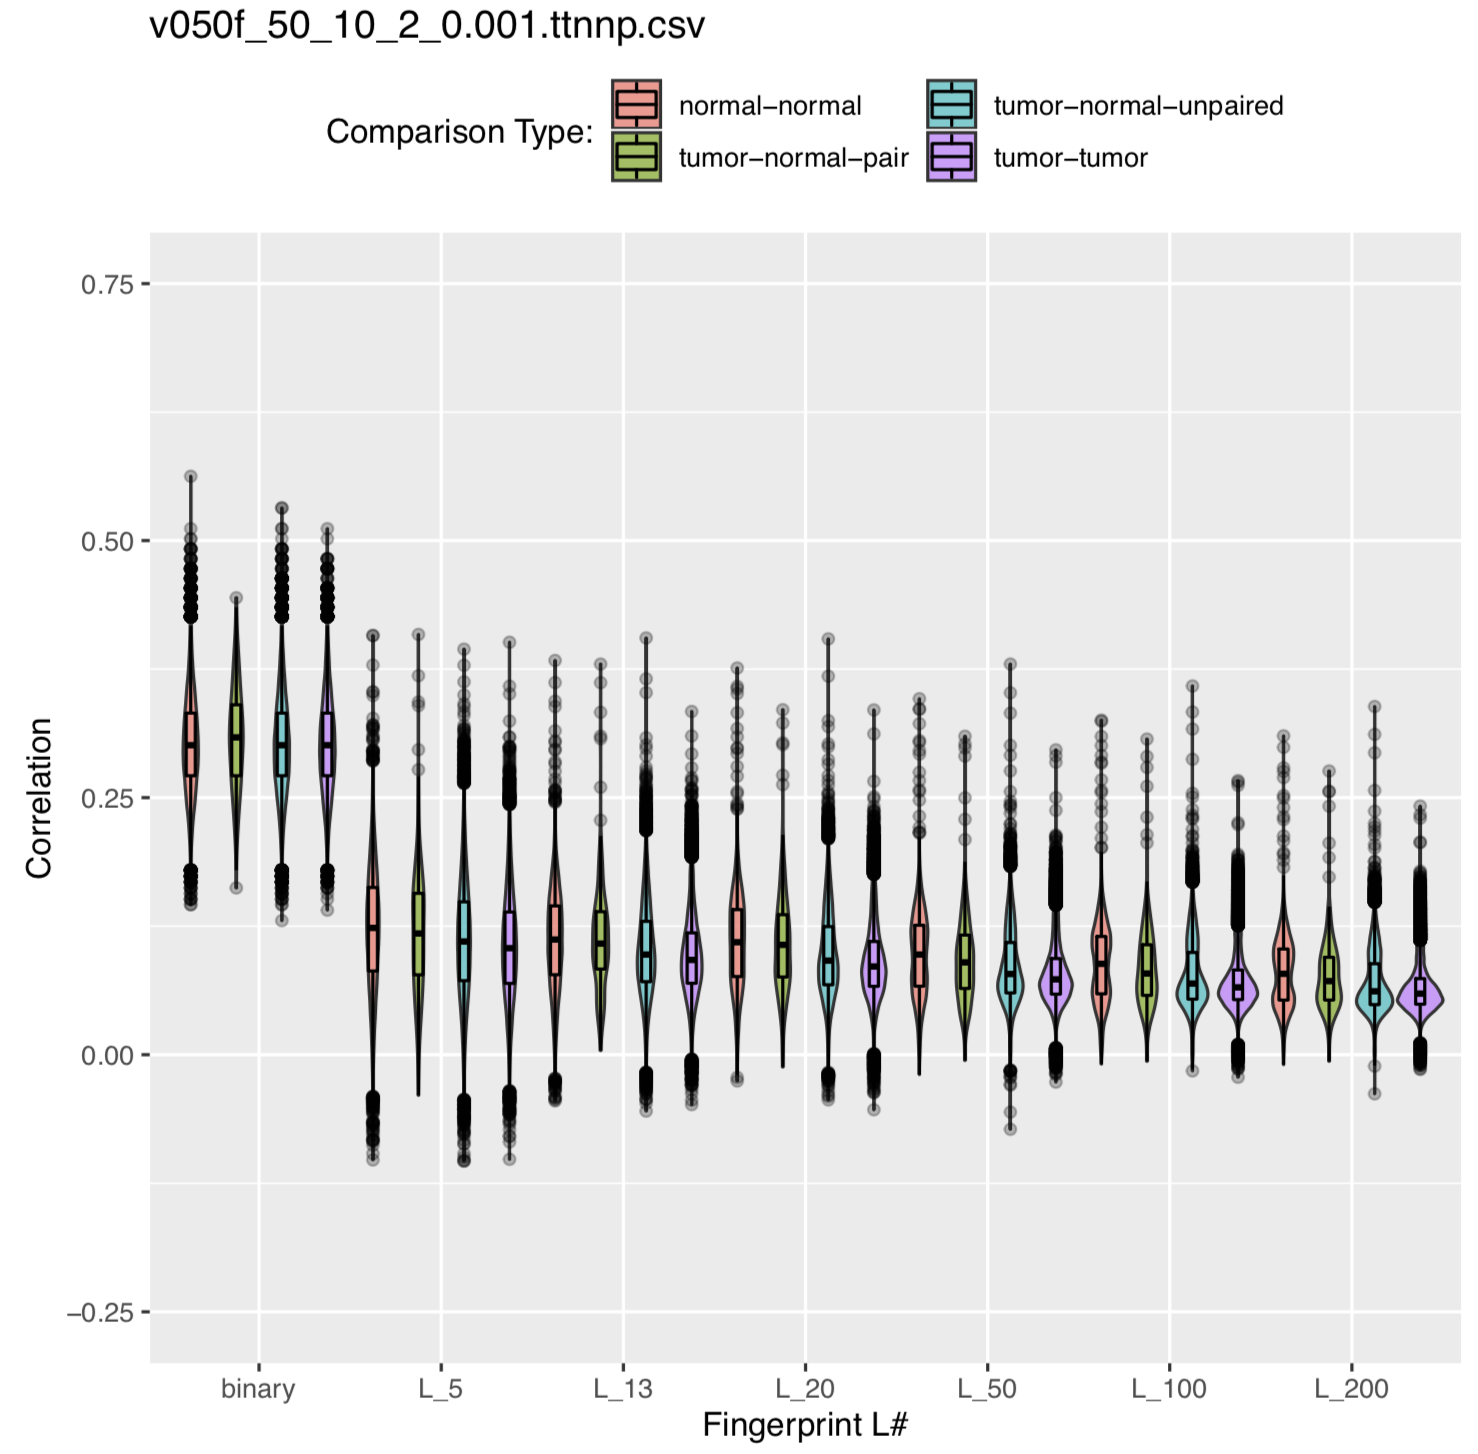 v050f_50_10_2_0.001.ttnnp.csv
Comparison Type:
normal−normal
tumor−normal−pair
tumor−normal−unpaired
tumor−tumor
Correlation
0.75
0.50
0.25
0.00
−0.25
binary L_5 L_13 L_20 L_50 L_100 L_200
Fingerprint L#